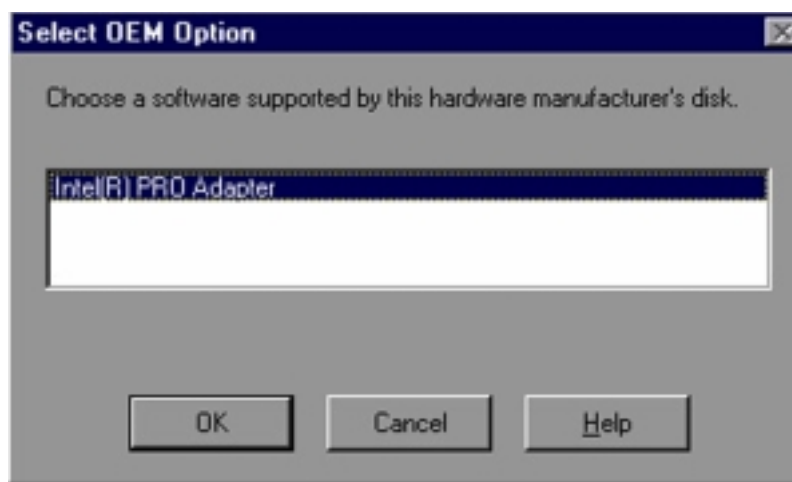 Select OEM Option
Choose a software supported by this hardware manufacturer's disk.
Intel(R) PRO Adapter
OK
Cancel
Help